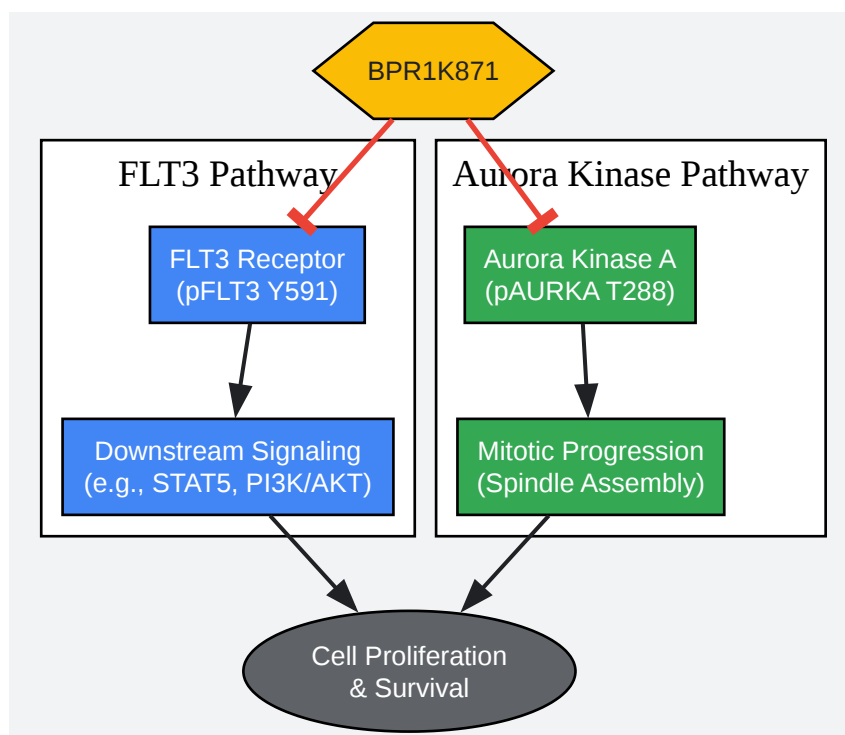 BPR1K871
FLT3 Pathway
Aurora Kinase Pathway
FLT3 Receptor
(pFLT3 Y591)
Aurora Kinase A
(pAURKA T288)
Downstream Signaling
(e.g., STAT5, PI3K/AKT)
Mitotic Progression
(Spindle Assembly)
Cell Proliferation
& Survival